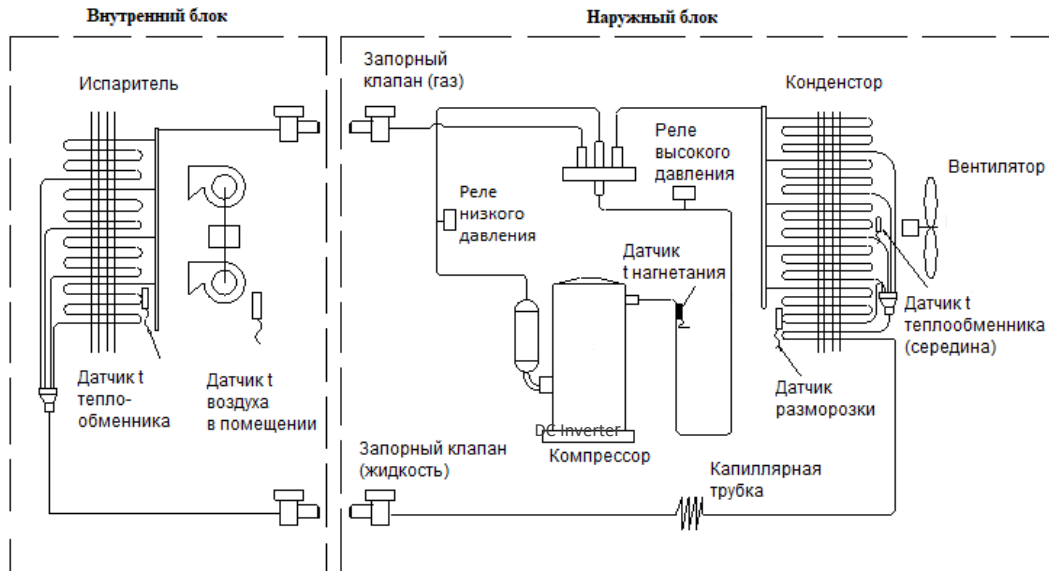 Внутренний блок
Наружный блок
Испаритель
Запорный
клапан (газ)
Конденстор
Реле
высокого
давления
Вентилятор
Реле
низкого
давления
Датчик
t нагнетания
Датчик t
теплообменника
(середина)
Датчик t
тепло-
обменника
Датчик t
воздуха
в помещении
Датчик
разморозки
DC Inverter
Компрессор
Запорный клапан
(жидкость)
Капиллярная
трубка